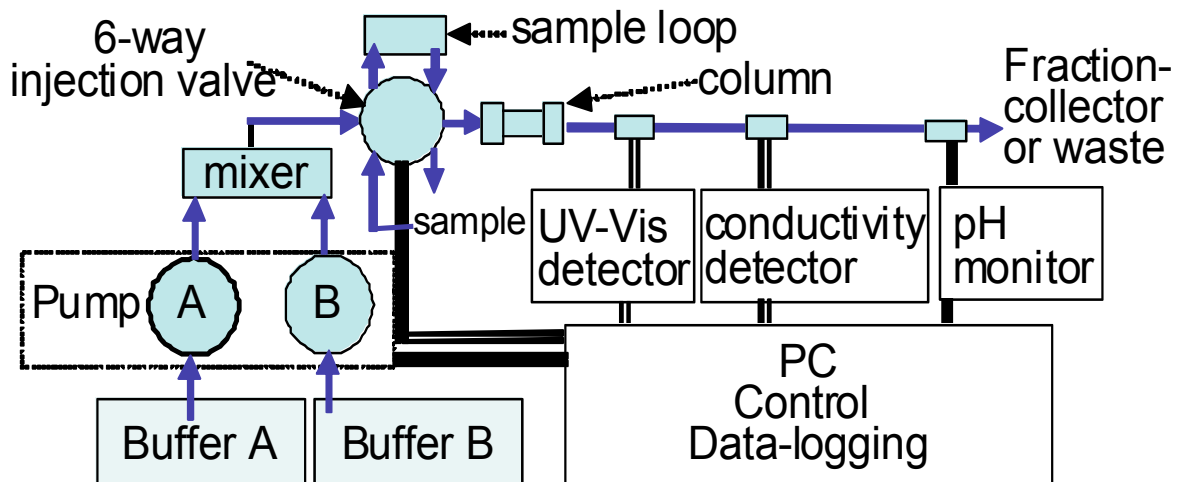 6-way
injection valve
sample loop
column
Fraction-
collector
or waste
mixer
sample
UV-Vis
detector
conductivity
detector
pH
monitor
Pump
A
B
PC
Control
Data-logging
Buffer A
Buffer B